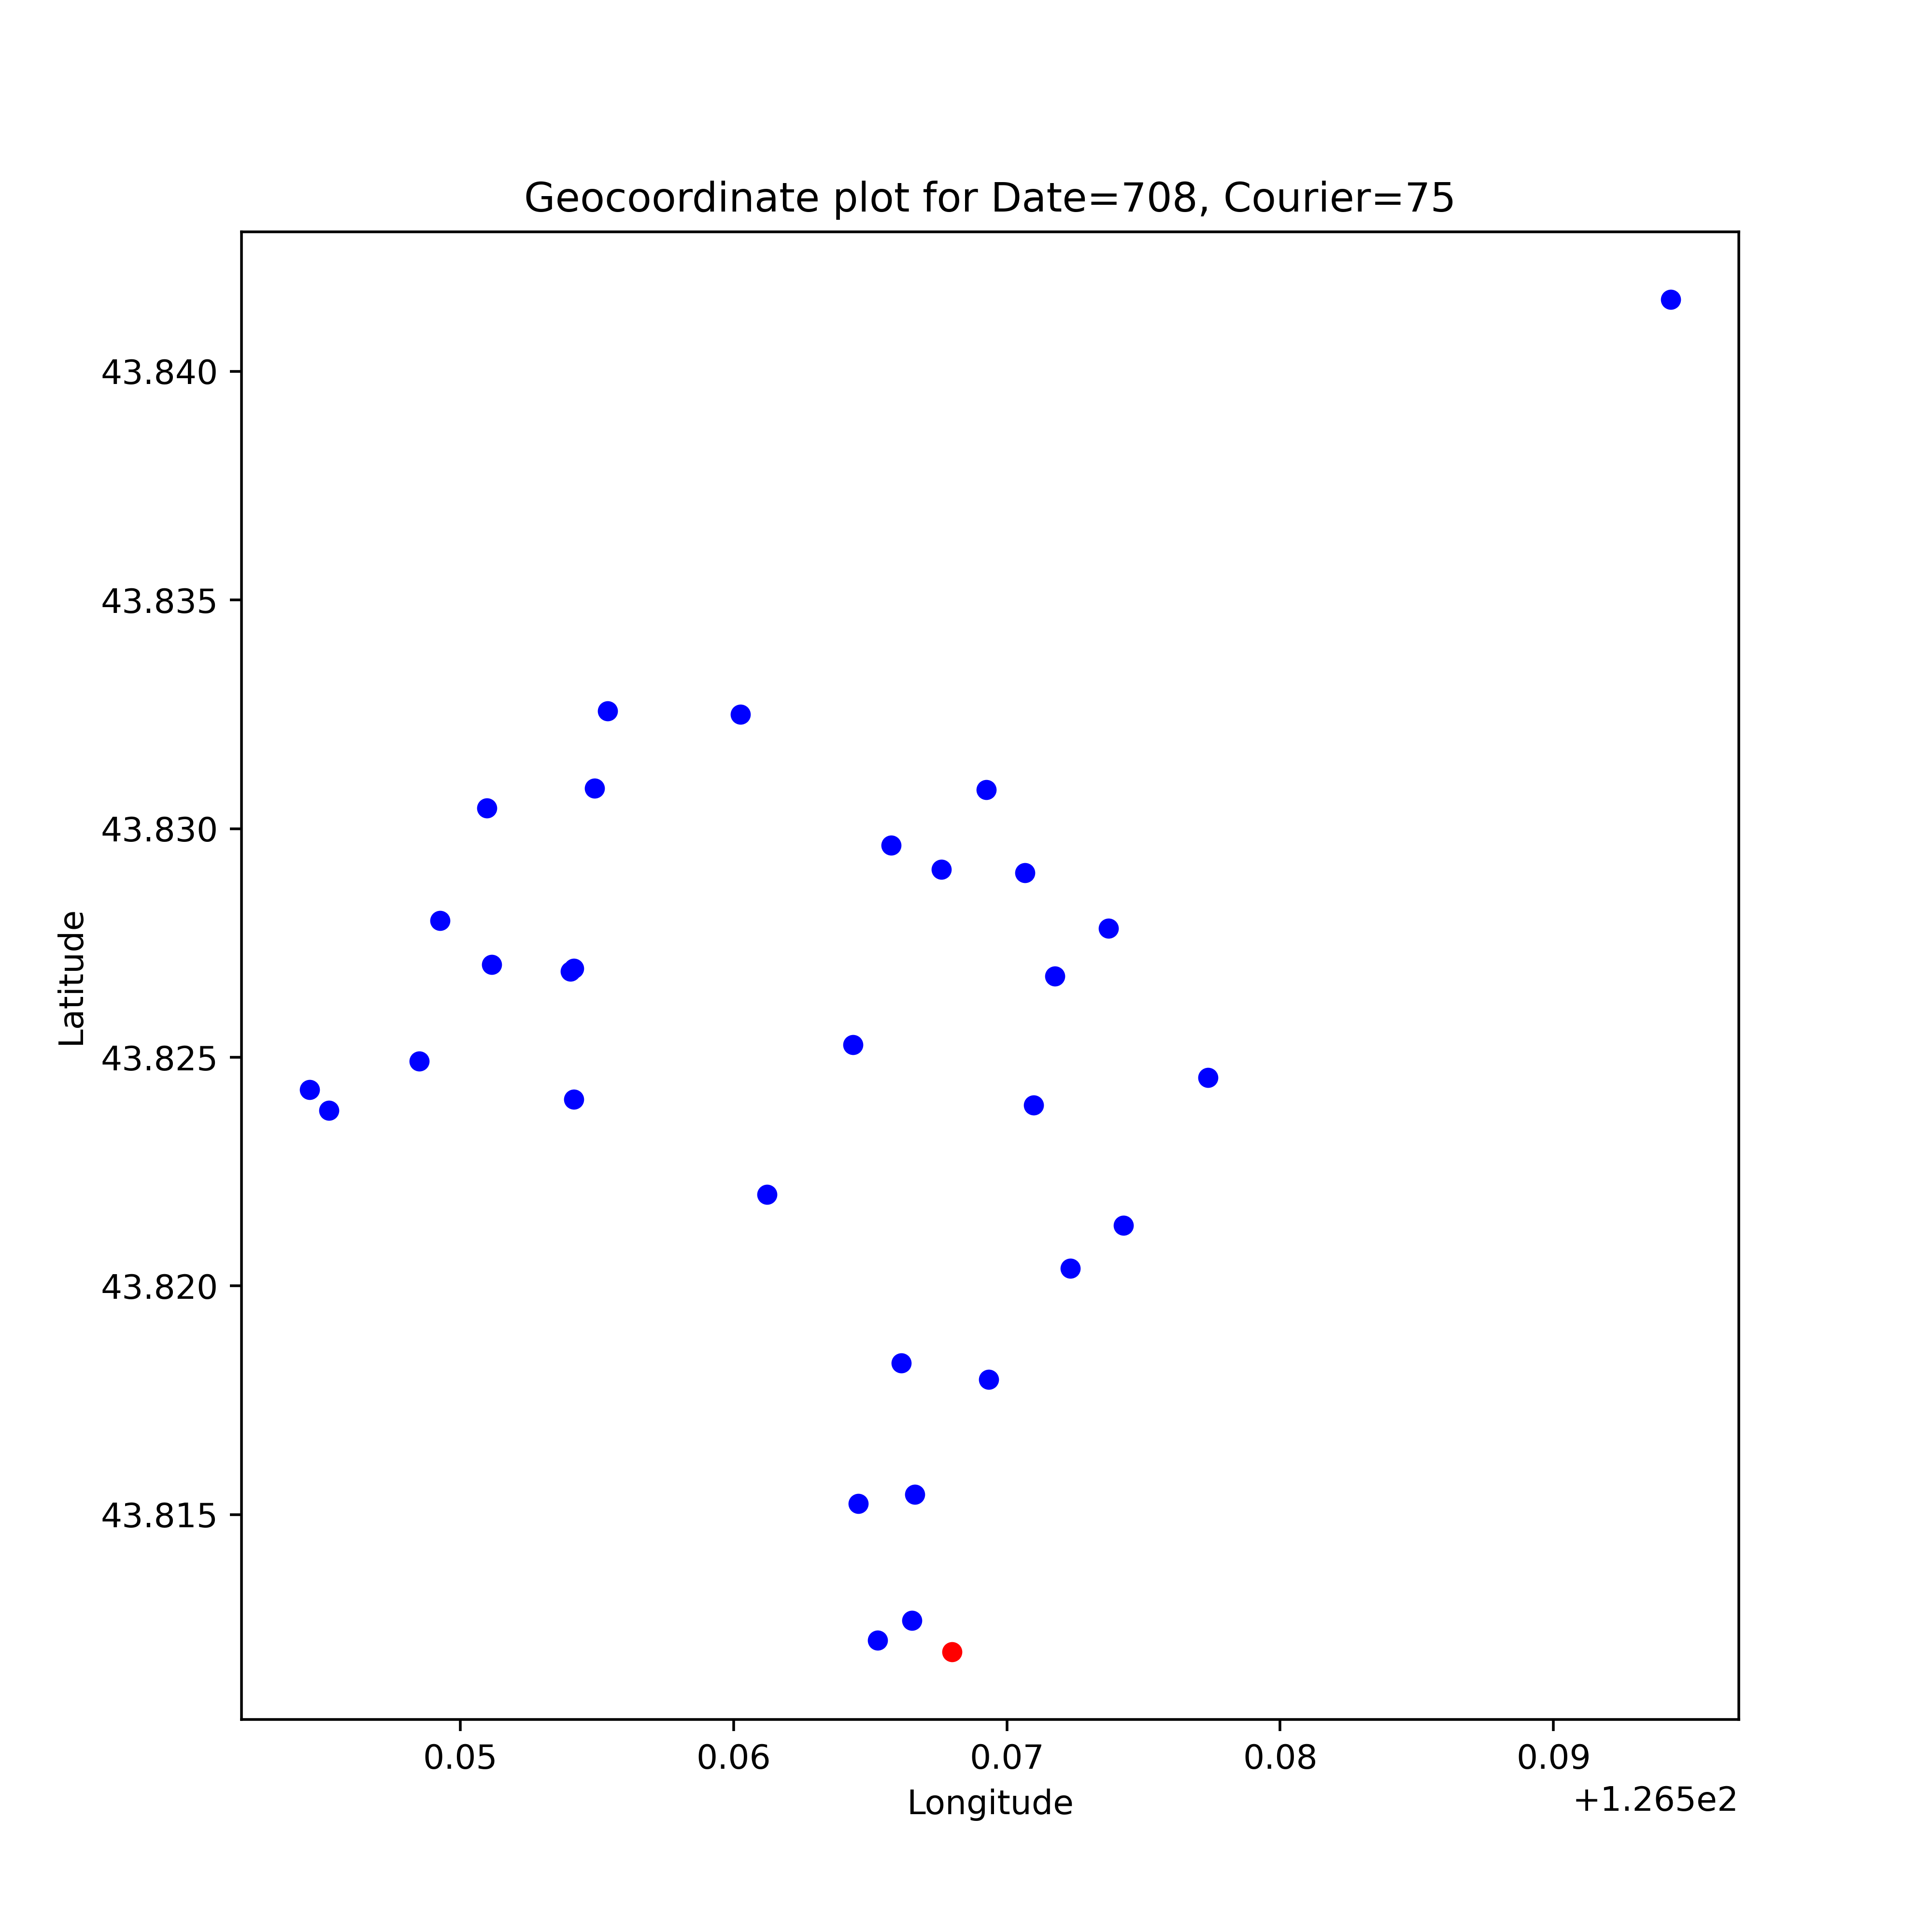 Geocoordinate plot for Date=708, Courier=75
43.840
43.835
43.830
43.825
43.820
43.815
Latitude
0.05 0.06 0.07 0.08 0.09
+1.265e2
Longitude